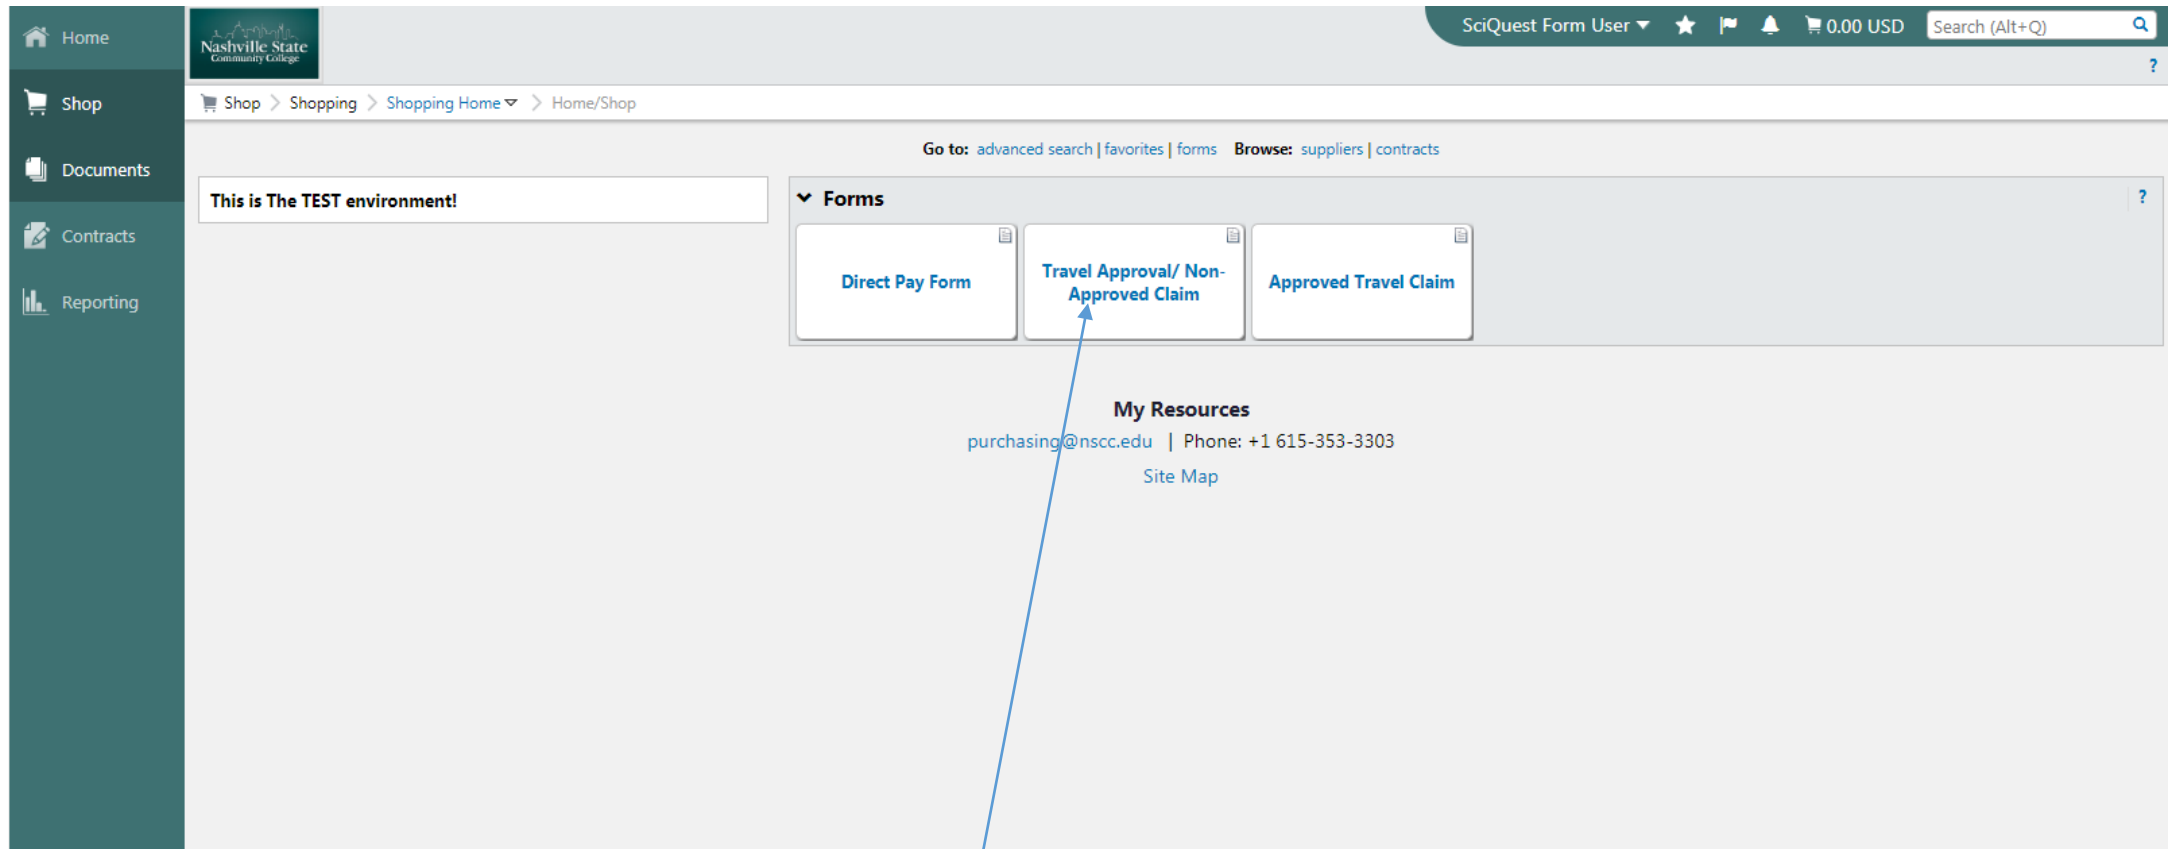 Home
Shop
Documents
Contracts
Reporting
Nashville State
Community College
SciQuest Form User
0.00 USD
Search (Alt+Q)
?
Shop > Shopping > Shopping Home > Home/Shop
Go to: advanced search | favorites | forms Browse: suppliers | contracts
This is The TEST environment!
Forms
?
Direct Pay Form
Travel Approval/ Non-
Approved Claim
Approved Travel Claim
My Resources
purchasing@nscc.edu | Phone: +1 615-353-3303
Site Map